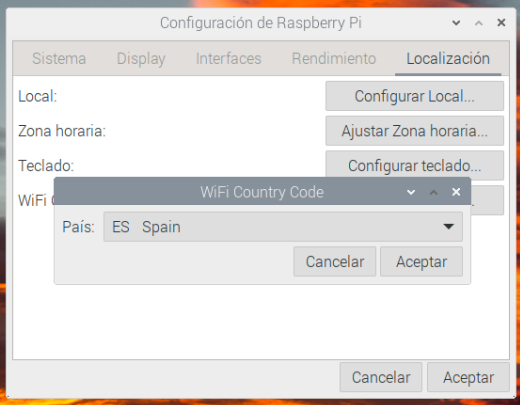 Configuración de Raspberry Pi
Sistema Display Interfaces Rendimiento Localización
Local: Configurar Local...
Zona horaria: Ajustar Zona horaria...
Teclado: Configurar teclado...
WiFi
WiFi Country Code
País: ES Spain
Cancelar Aceptar
Cancelar Aceptar